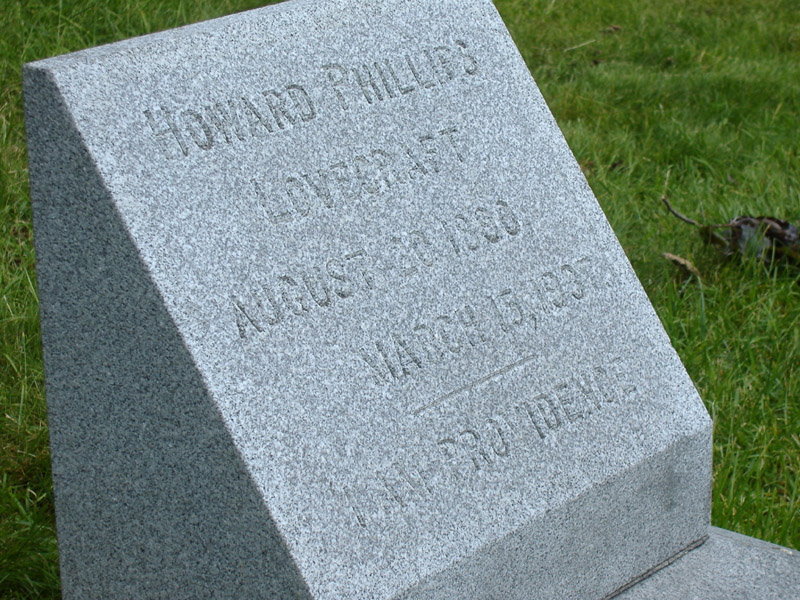 HOWARD PHILLIPS
LOVECRAFT
AUGUST 20, 1890
MARCH 15, 1937.
I AM PROVIDENCE